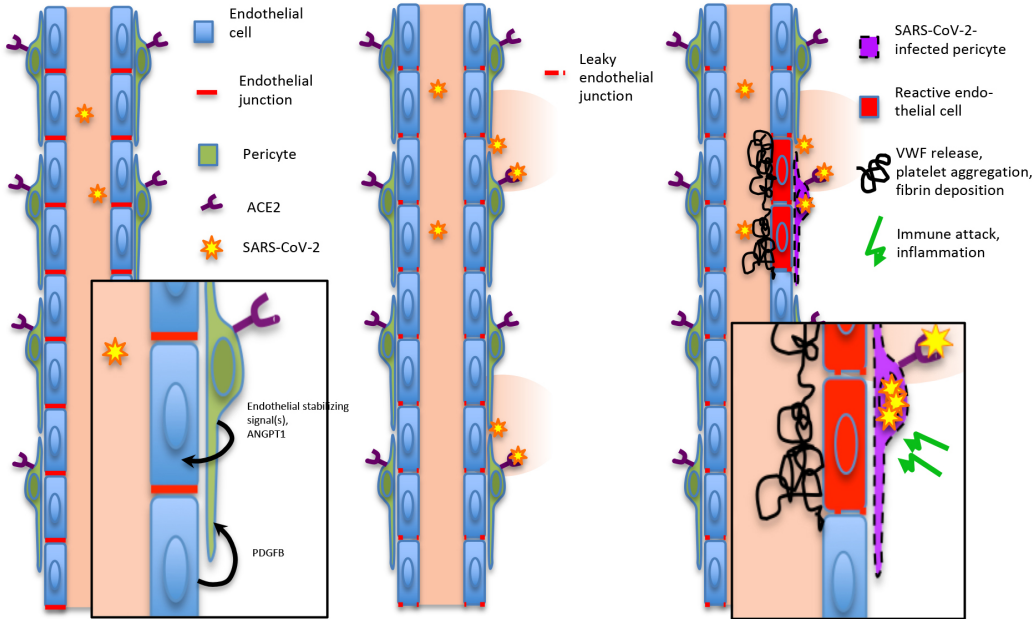 Endothelial
cell
Endothelial
junction
Pericyte
ACE2
SARS-CoV-2
Endothelial stabilizing
signal(s),
ANGPT1
PDGFB
Leaky
endothelial
junction
SARS-CoV-2-
infected pericyte
Reactive endo-
thelial cell
VWF release,
platelet aggregation,
fibrin deposition
Immune attack,
inflammation